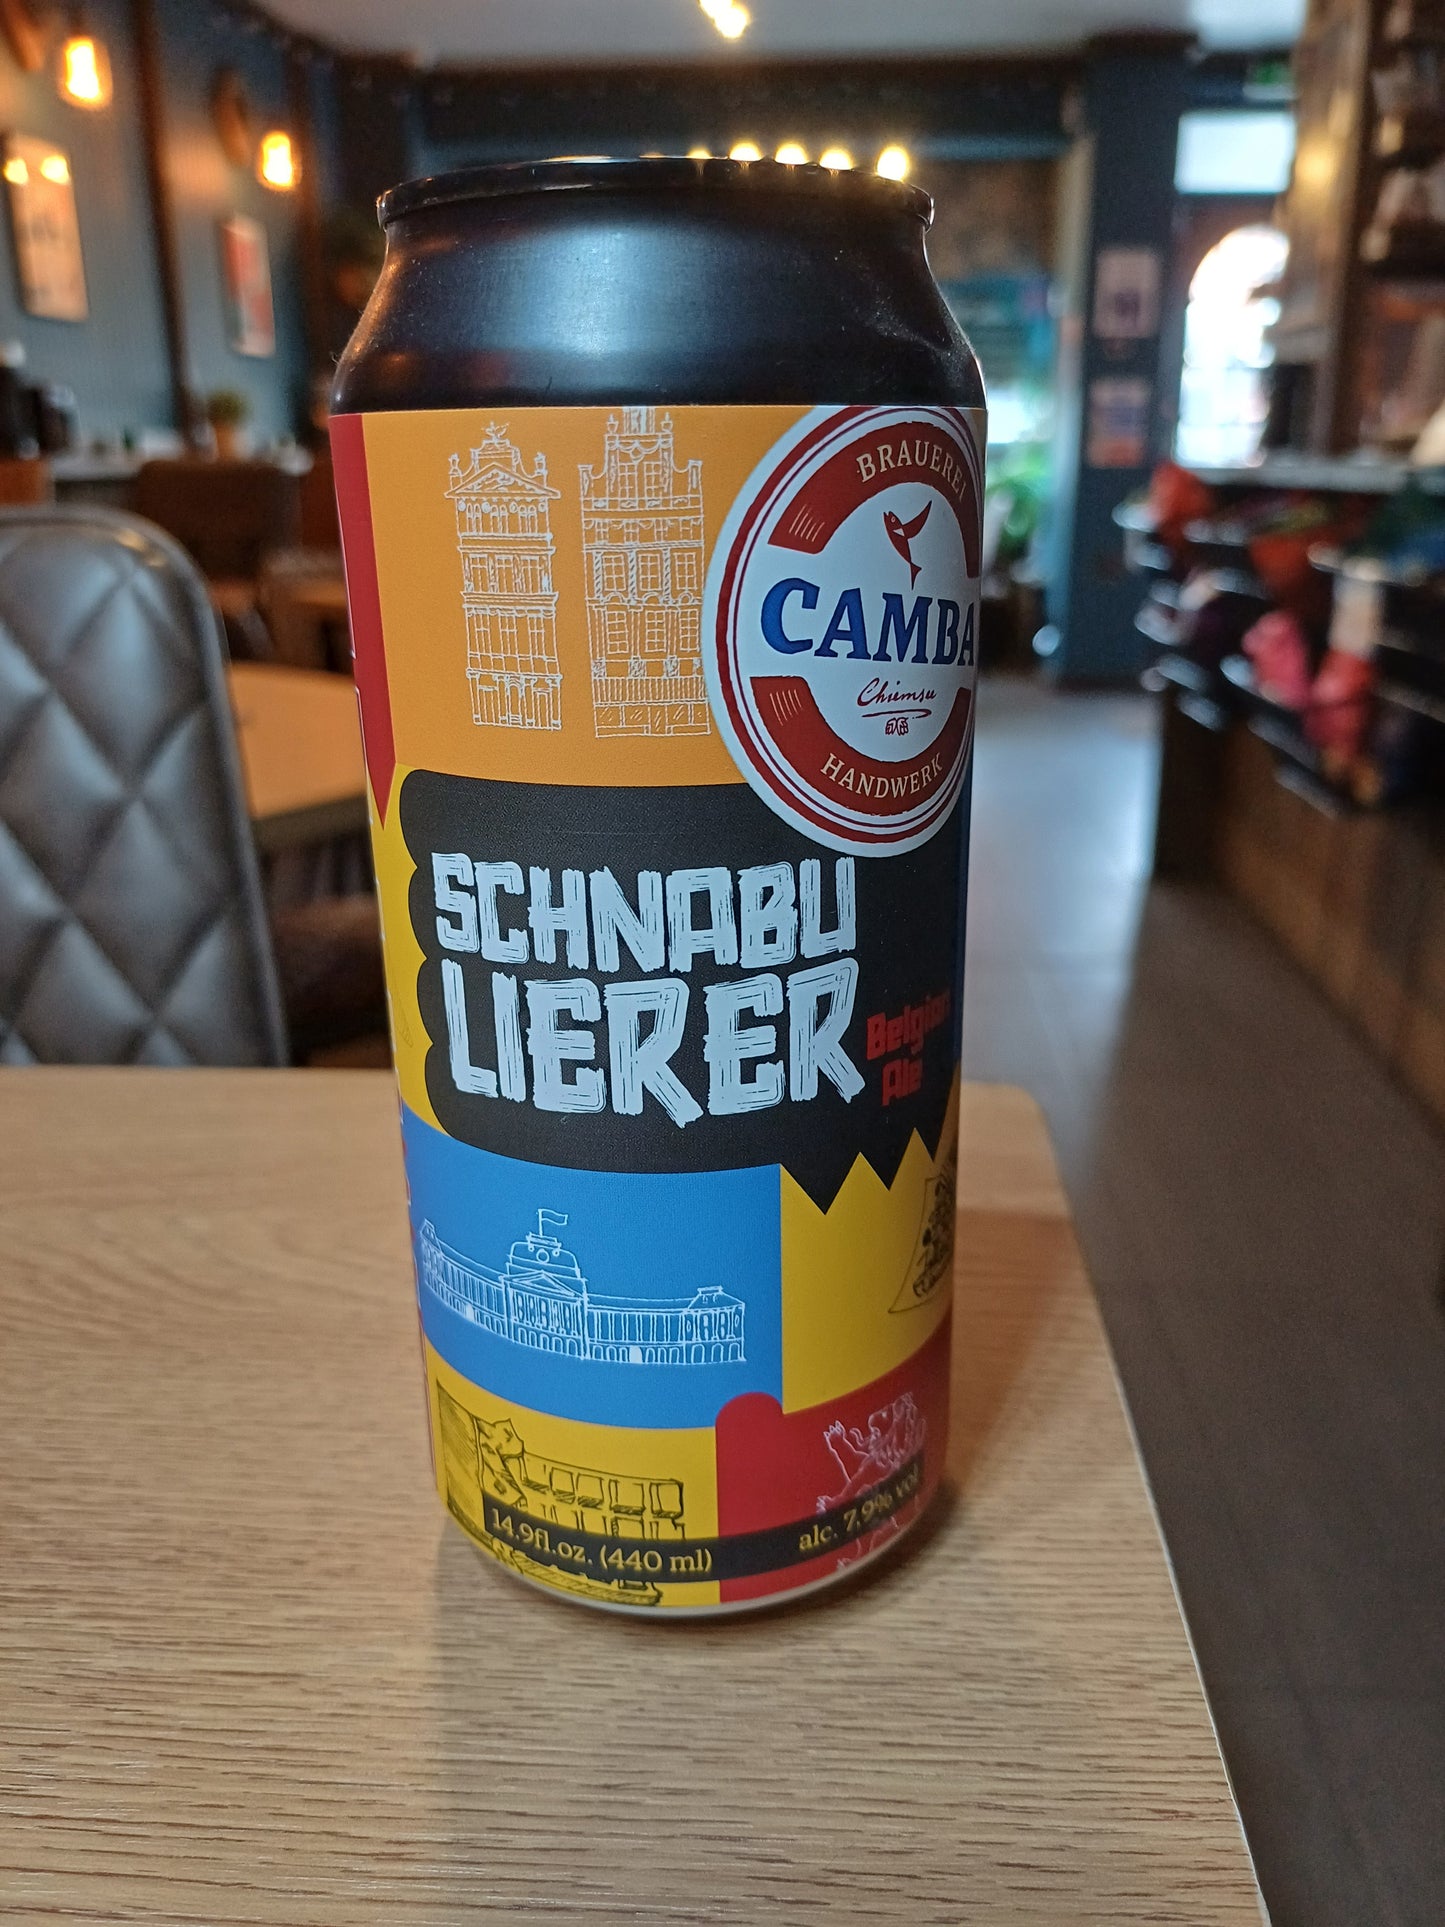 BRAUEREI
CAMBA
Chiemsee
HANDWERK
SCHNABU
LIERER
Belgian
Ale
14.9fl.oz. (440 ml)
alc. 7,9% vol